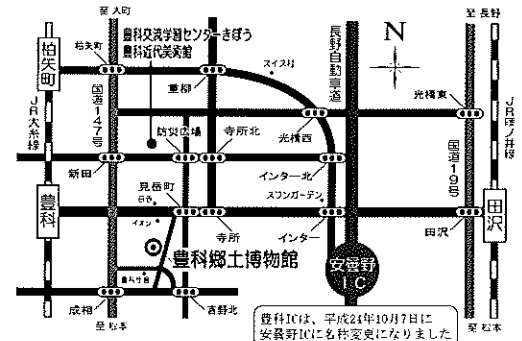 至 大町
至 長野
柏矢町
柏矢町
豊科交流学習センターきぼう
豊科近代美術館
重柳
スイス村
長野自動車道
N
光橋東
JR大糸線
国道147号
防災広場
寺所北
光橋西
国道19号
JR篠ノ井線
新田
インター北
見岳町
スワンガーデン
豊科
イオン
寺所
インター
田沢
田沢
豊科郷土博物館
安曇野
IC
成相
吉野北
至 松本
至 松本
豊科ICは、平成24年10月7日に
安曇野ICに名称変更になりました